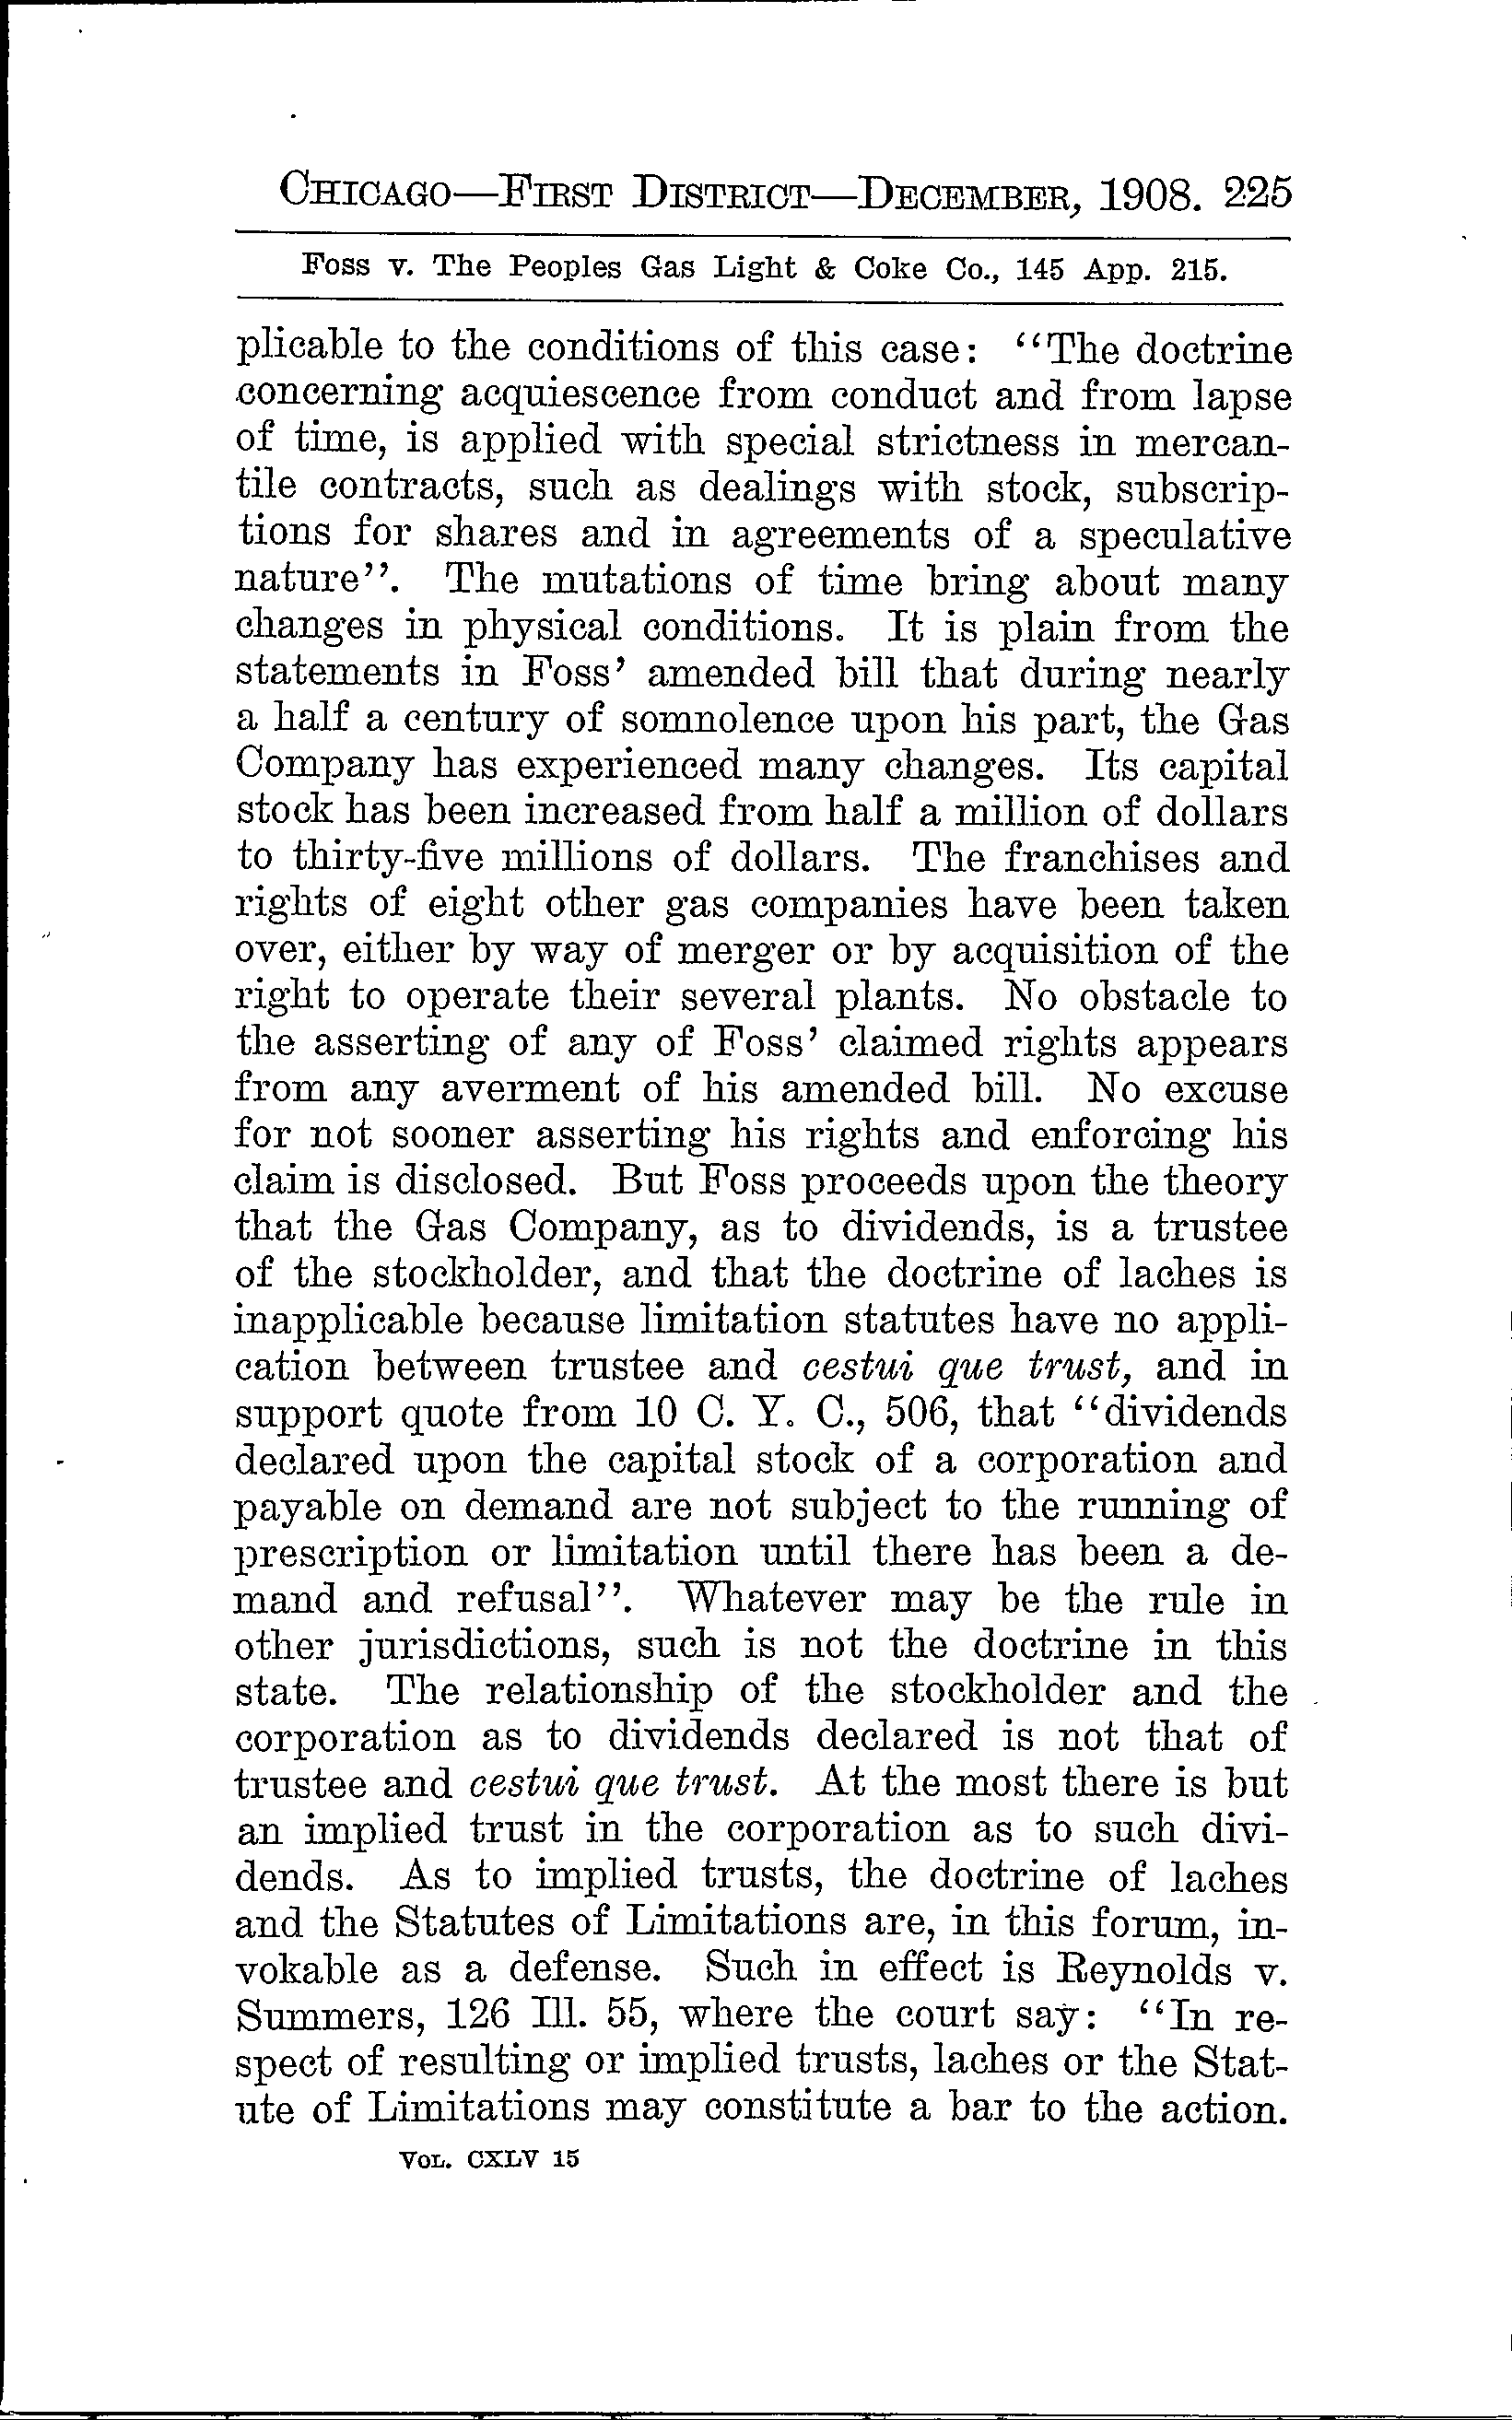 CHICAGO—FIRST DISTRICT—DECEMBER, 1908. 225
Foss v. The Peoples Gas Light & Coke Co., 145 App. 215.
plicable to the conditions of this case: "The doctrine
concerning acquiescence from conduct and from lapse
of time, is applied with special strictness in mercan-
tile contracts, such as dealings with stock, subscrip-
tions for shares and in agreements of a speculative
nature". The mutations of time bring about many
changes in physical conditions. It is plain from the
statements in Foss' amended bill that during nearly
a half a century of somnolence upon his part, the Gas
Company has experienced many changes. Its capital
stock has been increased from half a million of dollars
to thirty-five millions of dollars. The franchises and
rights of eight other gas companies have been taken
over, either by way of merger or by acquisition of the
right to operate their several plants. No obstacle to
the asserting of any of Foss' claimed rights appears
from any averment of his amended bill. No excuse
for not sooner asserting his rights and enforcing his
claim is disclosed. But Foss proceeds upon the theory
that the Gas Company, as to dividends, is a trustee
of the stockholder, and that the doctrine of laches is
inapplicable because limitation statutes have no appli-
cation between trustee and cestui que trust, and in
support quote from 10 C. Y. C., 506, that "dividends
declared upon the capital stock of a corporation and
payable on demand are not subject to the running of
prescription or limitation until there has been a de-
mand and refusal". Whatever may be the rule in
other jurisdictions, such is not the doctrine in this
state. The relationship of the stockholder and the
corporation as to dividends declared is not that of
trustee and cestui que trust. At the most there is but
an implied trust in the corporation as to such divi-
dends. As to implied trusts, the doctrine of laches
and the Statutes of Limitations are, in this forum, in-
vokable as a defense. Such in effect is Reynolds v.
Summers, 126 Ill. 55, where the court say: "In re-
spect of resulting or implied trusts, laches or the Stat-
ute of Limitations may constitute a bar to the action.
VOL. CXLV 15